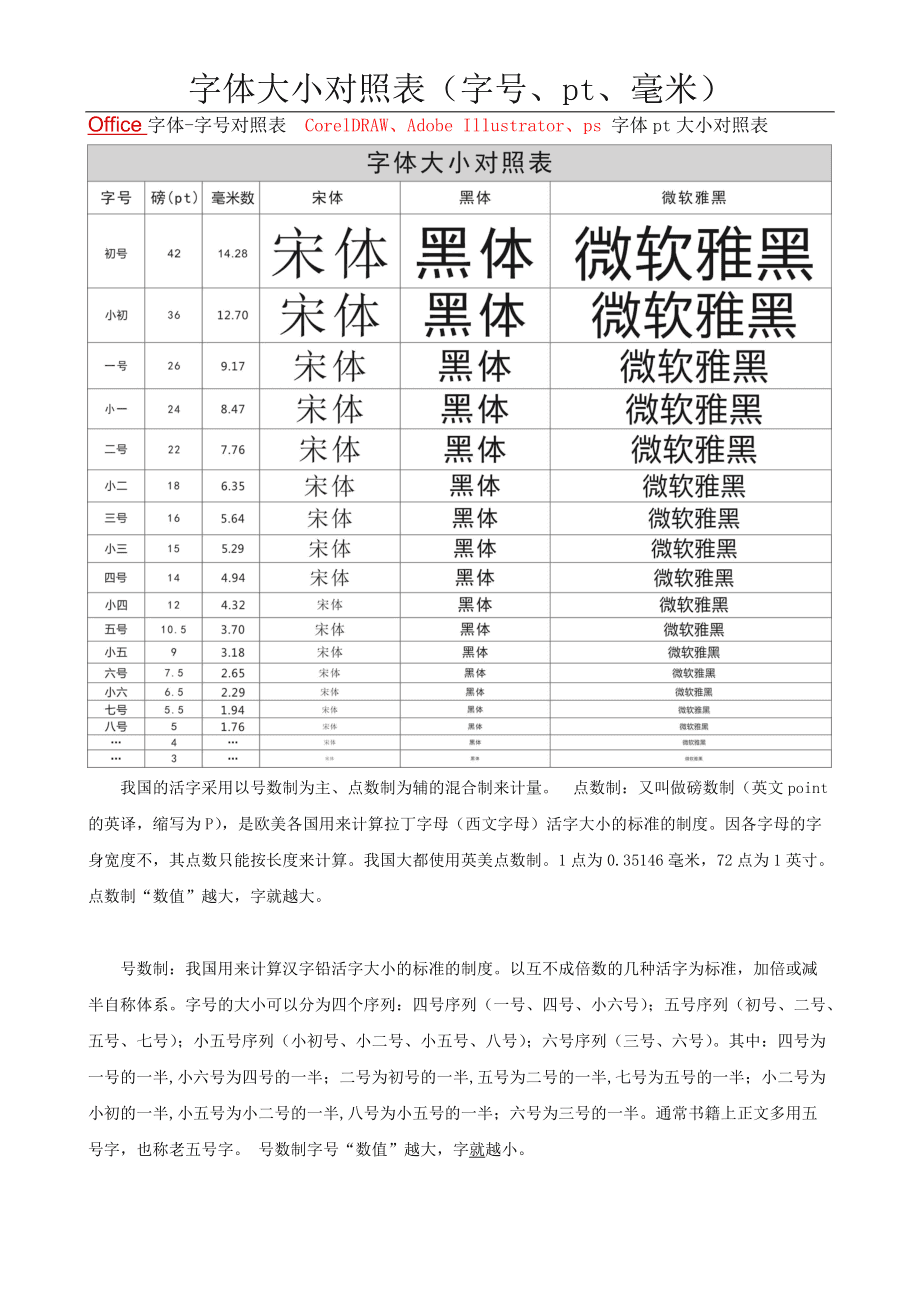 字体大小对照表（字号、pt、毫米）
Office字体-字号对照表 CorelDRAW、Adobe Illustrator、ps 字体pt大小对照表
字体大小对照表
字号 磅(pt) 毫米数 宋体 黑体 微软雅黑
初号 42 14.28 宋体 黑体 微软雅黑
小初 36 12.70 宋体 黑体 微软雅黑
一号 26 9.17 宋体 黑体 微软雅黑
小一 24 8.47 宋体 黑体 微软雅黑
二号 22 7.76 宋体 黑体 微软雅黑
小二 18 6.35 宋体 黑体 微软雅黑
三号 16 5.64 宋体 黑体 微软雅黑
小三 15 5.29 宋体 黑体 微软雅黑
四号 14 4.94 宋体 黑体 微软雅黑
小四 12 4.32 宋体 黑体 微软雅黑
五号 10.5 3.70 宋体 黑体 微软雅黑
小五 9 3.18 宋体 黑体 微软雅黑
六号 7.5 2.65 宋体 黑体 微软雅黑
小六 6.5 2.29 宋体 黑体 微软雅黑
七号 5.5 1.94 宋体 黑体 微软雅黑
八号 5 1.76 宋体 黑体 微软雅黑
… 4 … 宋体 黑体 微软雅黑
… 3 … 宋体 黑体 微软雅黑
我国的活字采用以号数制为主、点数制为辅的混合制来计量。 点数制：又叫做磅数制（英文point
的英译，缩写为P），是欧美各国用来计算拉丁字母（西文字母）活字大小的标准的制度。因各字母的字
身宽度不，其点数只能按长度来计算。我国大都使用英美点数制。1点为0.35146毫米，72点为1英寸。
点数制“数值”越大，字就越大。
号数制：我国用来计算汉字铅活字大小的标准的制度。以互不成倍数的几种活字为标准，加倍或减
半自称体系。字号的大小可以分为四个序列：四号序列（一号、四号、小六号）；五号序列（初号、二号、
五号、七号）；小五号序列（小初号、小二号、小五号、八号）；六号序列（三号、六号）。其中：四号为
一号的一半,小六号为四号的一半；二号为初号的一半,五号为二号的一半,七号为五号的一半；小二号为
小初的一半,小五号为小二号的一半,八号为小五号的一半；六号为三号的一半。通常书籍上正文多用五
号字，也称老五号字。 号数制字号“数值”越大，字就越小。